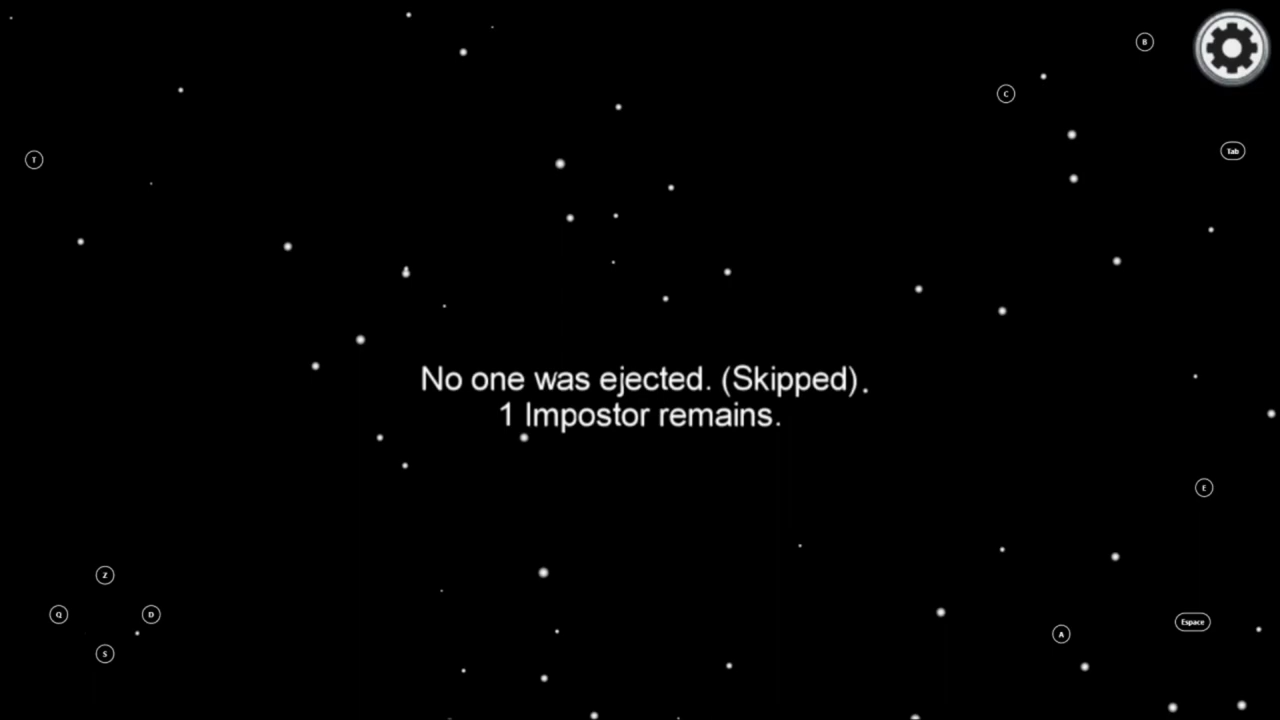 B
C
T
Tab
No one was ejected. (Skipped).
1 Impostor remains.
E
Z
Q
D
Espace
A
S